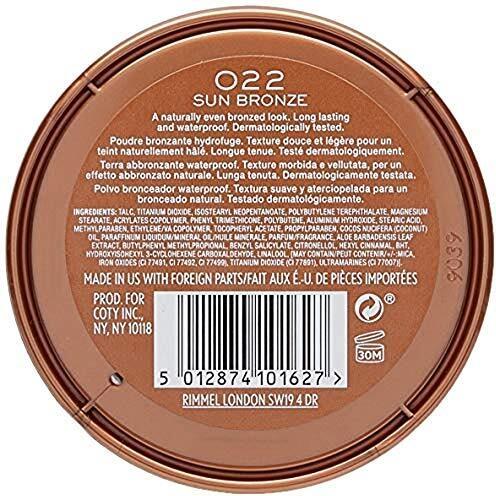 022
SUN BRONZE
A naturally even bronzed look. Long lasting
and waterproof. Dermatologically tested.
Poudre bronzante hydrofuge. Texture douce et légère pour un
teint naturellement hâlé. Longue tenue. Testé dermatologiquement.
Terra abbronzante waterproof. Texture morbida e vellutata, per un
effetto abbronzato naturale. Lunga tenuta. Dermatologicamente testata.
Polvo bronceador waterproof. Textura suave y aterciopelada para un
bronceado natural. Testado dermatológicamente.
INGREDIENTS: TALC, TITANIUM DIOXIDE, ISOSTEARYL NEOPENTANOATE, POLYBUTYLENE TEREPHTHALATE, MAGNESIUM
STEARATE, ACRYLATES COPOLYMER, PHENYL TRIMETHICONE, POLYBUTENE, ALUMINUM HYDROXIDE, STEARIC ACID,
METHYLPARABEN, ETHYLENE/VA COPOLYMER, TOCOPHERYL ACETATE, PROPYLPARABEN, COCOS NUCIFERA (COCONUT)
OIL, PARAFFINUM LIQUIDUM/MINERAL OIL/HUILE MINERALE, PARFUM/FRAGRANCE, ALOE BARBADENSIS LEAF
EXTRACT, BUTYLPHENYL METHYLPROPIONAL, BENZYL SALICYLATE, CITRONELLOL, HEXYL CINNAMAL, BHT,
HYDROXYISOHEXYL 3-CYCLOHEXENE CARBOXALDEHYDE, LINALOOL, [MAY CONTAIN/PEUT CONTENIR/+/-:MICA,
IRON OXIDES (CI 77491, CI 77492, CI 77499), TITANIUM DIOXIDE (CI 77891), ULTRAMARINES (CI 77007)].
MADE IN US WITH FOREIGN PARTS/FAIT AUX É.-U. DE PIÈCES IMPORTÉES
PROD. FOR
COTY INC.,
NY, NY 10118
30M
5 012874 101627 >
RIMMEL LONDON SW19 4 DR
9039